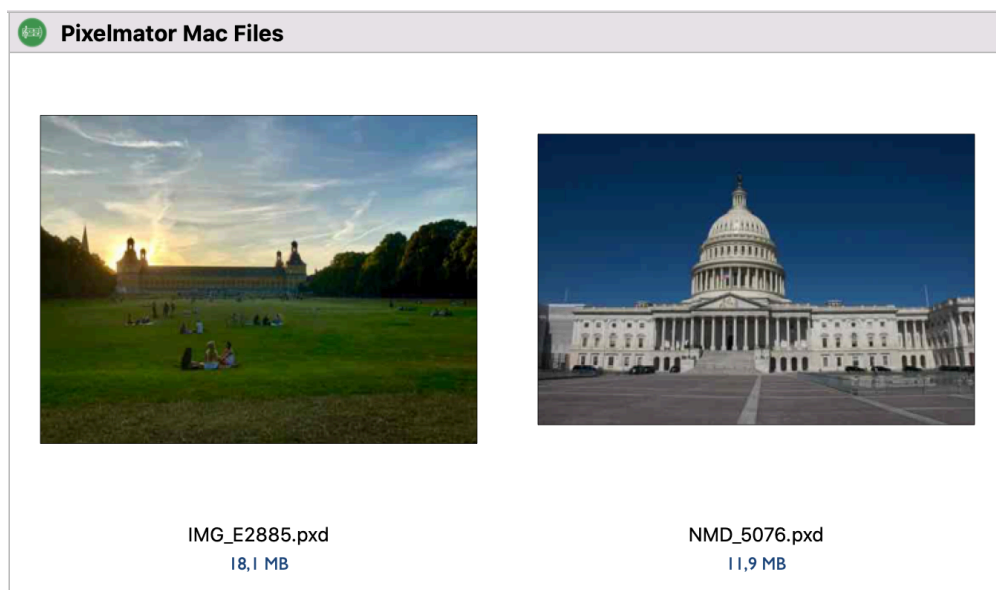 Pixelmator Mac Files
IMG_E2885.pxd
18,1 MB
NMD_5076.pxd
11,9 MB